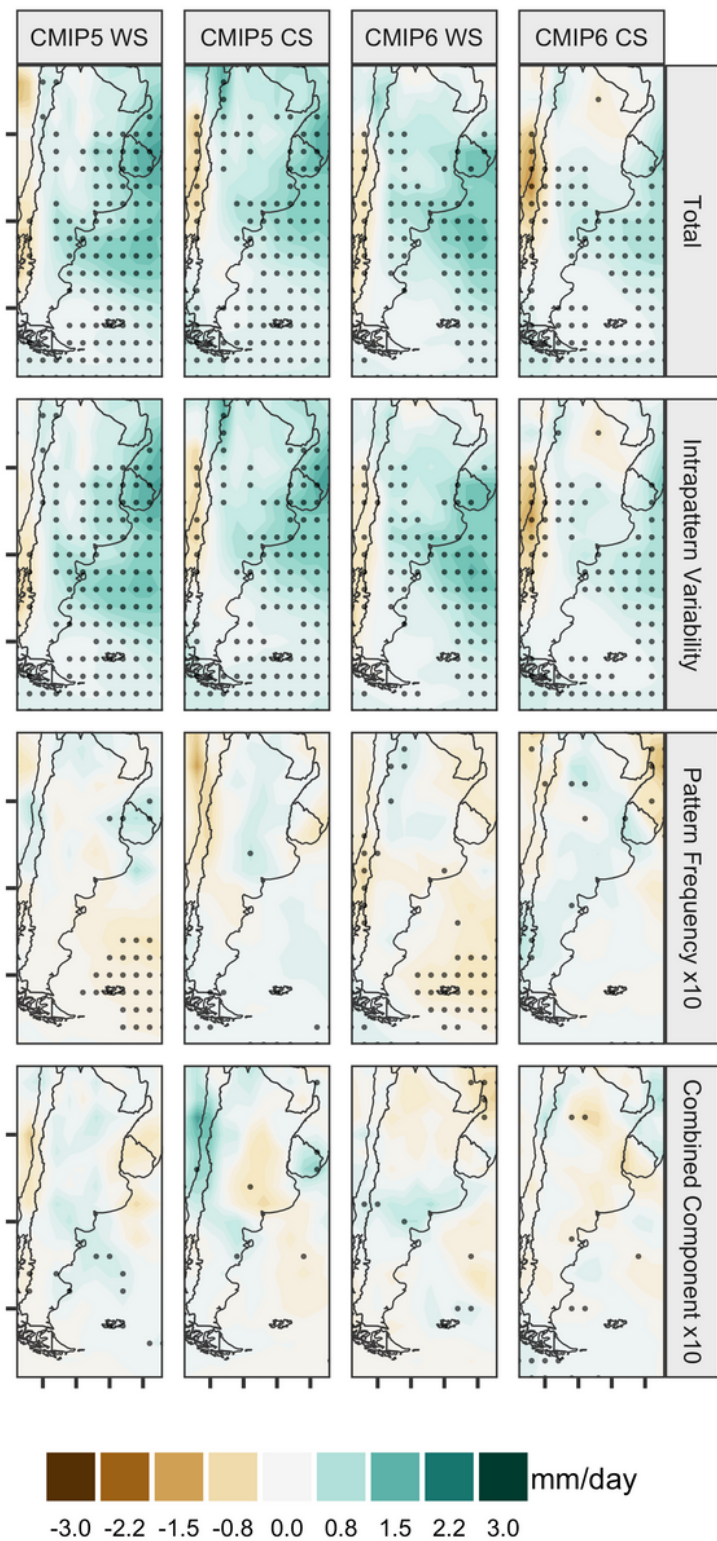 CMIP5 WS
CMIP5 CS
CMIP6 WS
CMIP6 CS
Total
Intrapattern Variability
Pattern Frequency x10
Combined Component x10
mm/day
-3.0 -2.2 -1.5 -0.8 0.0 0.8 1.5 2.2 3.0